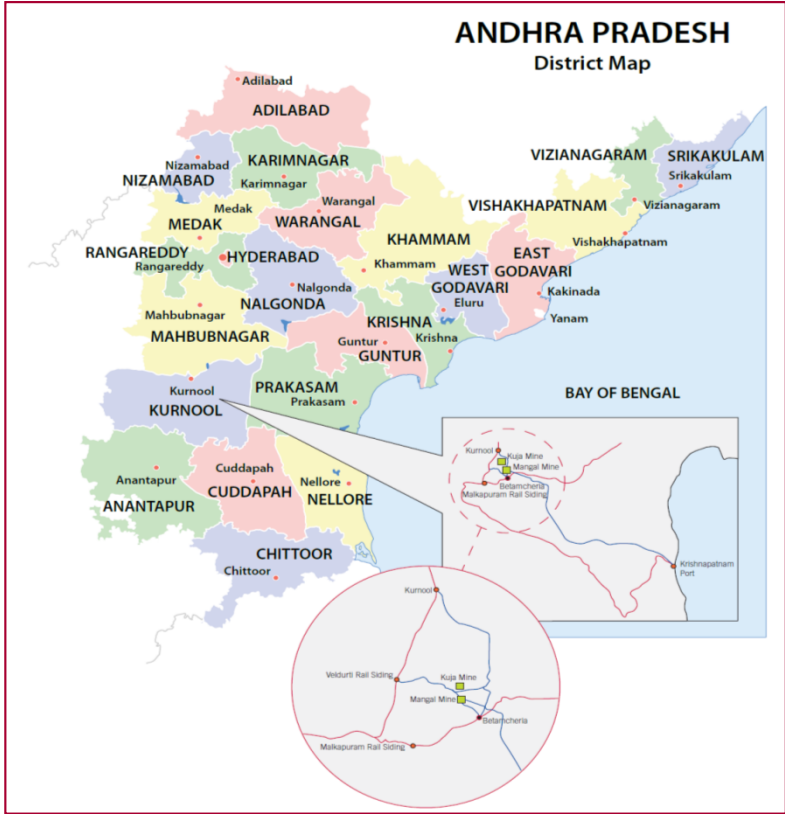 ANDHRA PRADESH
District Map
Adilabad
ADILABAD
Nizamabad
NIZAMABAD
KARIMNAGAR
Karimnagar
VIZIANAGARAM
SRIKAKULAM
Srikakulam
Vizianagaram
Medak
MEDAK
Warangal
WARANGAL
VISHAKHAPATNAM
Vishakhapatnam
KHAMMAM
Khammam
RANGAREDDY
Rangareddy
HYDERABAD
EAST
GODAVARI
WEST
GODAVARI
Eluru
Kakinada
Yanam
Nalgonda
NALGONDA
Mahbubnagar
MAHBUBNAGAR
KRISHNA
Krishna
Guntur
GUNTUR
Kurnool
KURNOOL
PRAKASAM
Prakasam
BAY OF BENGAL
Anantapur
ANANTAPUR
Cuddapah
CUDDAPAH
Nellore
NELLORE
CHITTOOR
Chittoor
Kurnool
Kuja Mine
Mangal Mine
Betamcheria
Malkapuram Rail Siding
Krishnapatnam
Port
Kurnool
Veldurti Rail Siding
Kuja Mine
Mangal Mine
Betamcheria
Malkapuram Rail Siding